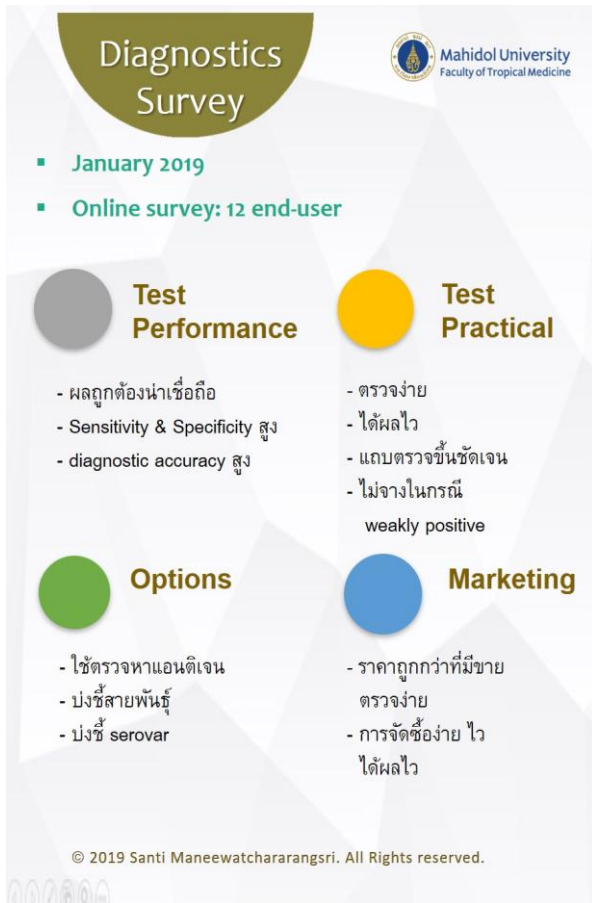 Diagnostics
Survey
Mahidol University
Faculty of Tropical Medicine
▪ January 2019
▪ Online survey: 12 end-user
Test
Performance
- ผลถูกต้องน่าเชื่อถือ
- Sensitivity & Specificity สูง
- diagnostic accuracy สูง
Test
Practical
- ตรวจง่าย
- ได้ผลไว
- แถบตรวจขึ้นชัดเจน
- ไม่จางในกรณี
weakly positive
Options
- ใช้ตรวจหาแอนติเจน
- บ่งชี้สายพันธุ์
- บ่งชี้ serovar
Marketing
- ราคาถูกกว่าที่มีขาย
ตรวจง่าย
- การจัดซื้อง่าย ไว
ได้ผลไว
© 2019 Santi Maneewatchararangsri. All Rights reserved.